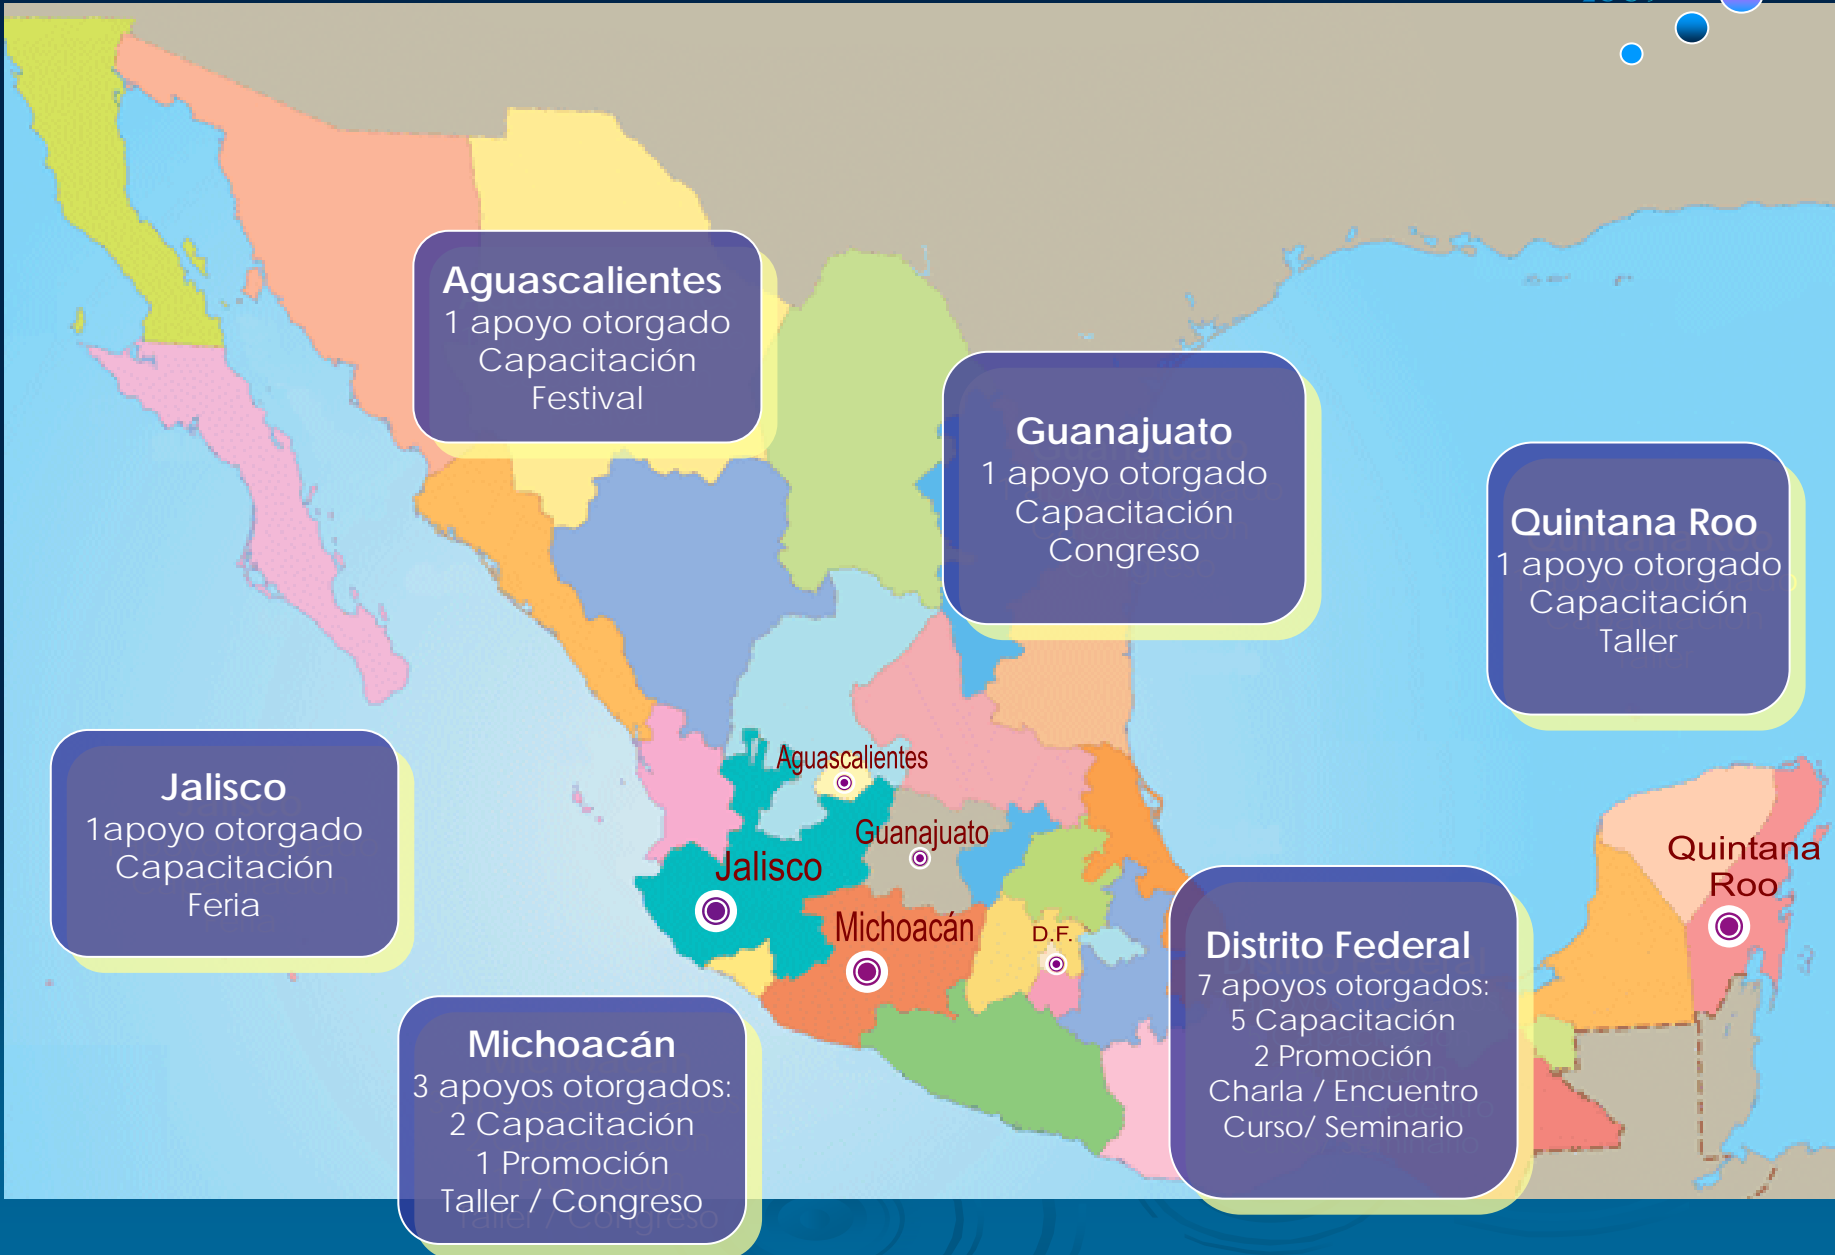 Aguascalientes
1 apoyo otorgado
Capacitación
Festival
Guanajuato
1 apoyo otorgado
Capacitación
Congreso
Quintana Roo
1 apoyo otorgado
Capacitación
Taller
Jalisco
1apoyo otorgado
Capacitación
Feria
Michoacán
3 apoyos otorgados:
2 Capacitación
1 Promoción
Taller / Congreso
Distrito Federal
7 apoyos otorgados:
5 Capacitación
2 Promoción
Charla / Encuentro
Curso/ Seminario
Aguascalientes
Guanajuato
Jalisco
Michoacán
D.F.
Quintana
Roo